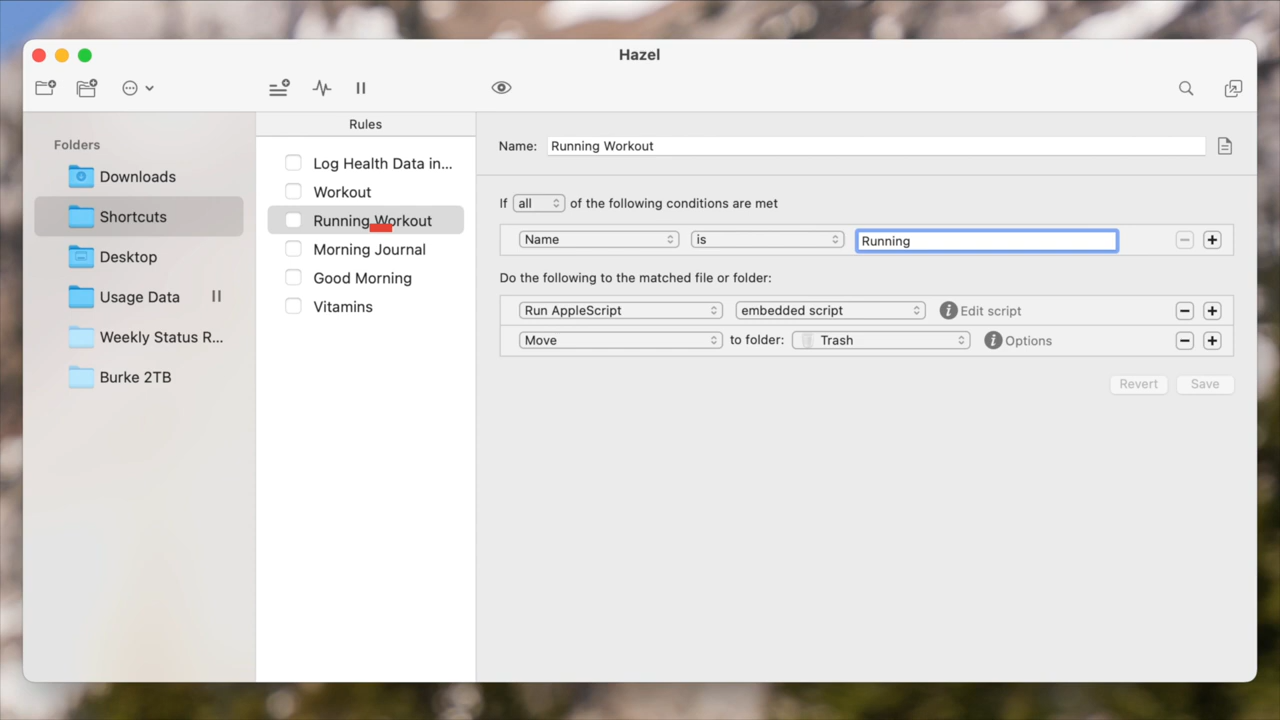 Hazel
Folders
Downloads
Shortcuts
Desktop
Usage Data
Weekly Status R...
Burke 2TB
Rules
Log Health Data in...
Workout
Running Workout
Morning Journal
Good Morning
Vitamins
Name: Running Workout
If all of the following conditions are met
Name is Running
Do the following to the matched file or folder:
Run AppleScript embedded script Edit script
Move to folder: Trash Options
Revert Save